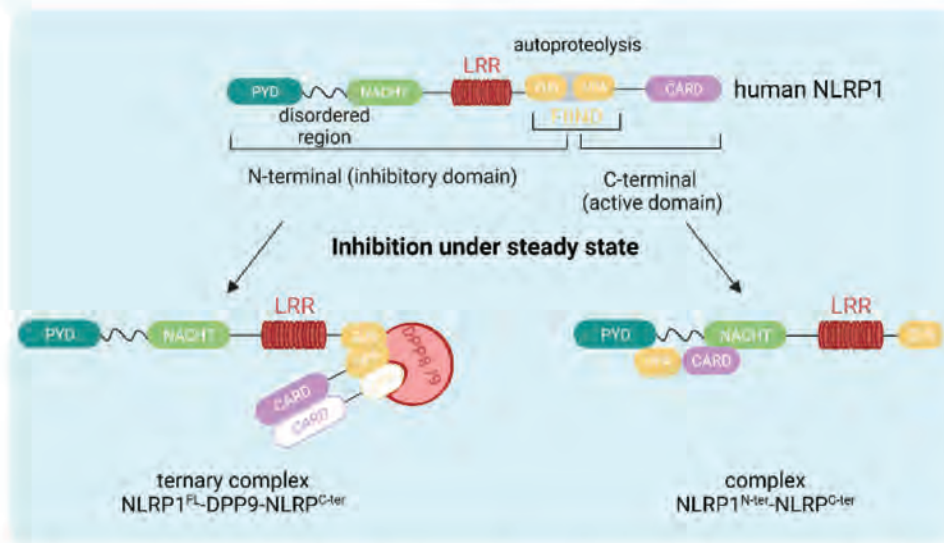 autoproteolysis
LRR
PYD
NACHT
ZU5
UPA
CARD
human NLRP1
disordered
region
FIIND
N-terminal (inhibitory domain)
C-terminal
(active domain)
Inhibition under steady state
LRR
LRR
PYD
NACHT
DPP8 /9
PYD
NACHT
CARD
CARD
CARD
ternary complex
NLRP1FL-DPP9-NLRPC-ter
complex
NLRP1N-ter-NLRPC-ter